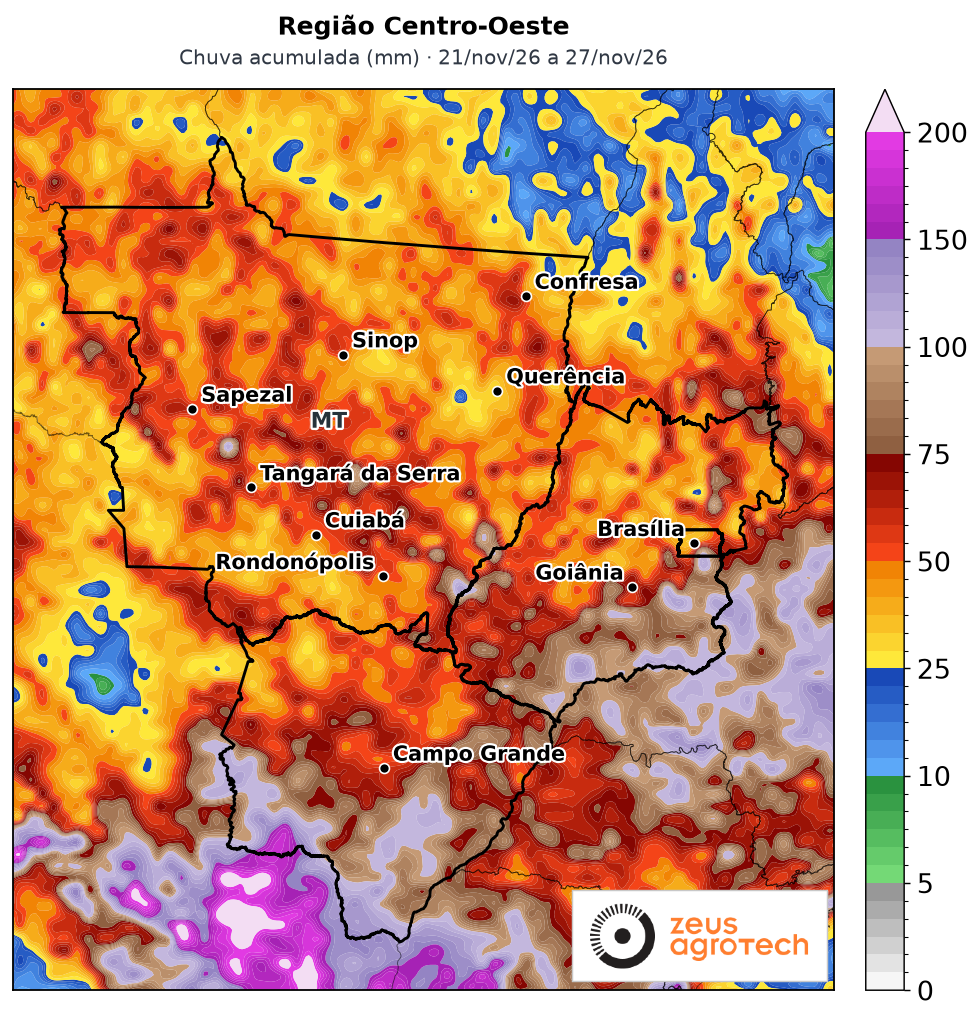 Região Centro-Oeste
Chuva acumulada (mm) · 21/nov/26 a 27/nov/26
200
150
100
75
50
25
10
5
0
Confresa
Sinop
Querência
Sapezal
MT
Tangará da Serra
Cuiabá
Brasília
Rondonópolis
Goiânia
Campo Grande
zeus
agrotech